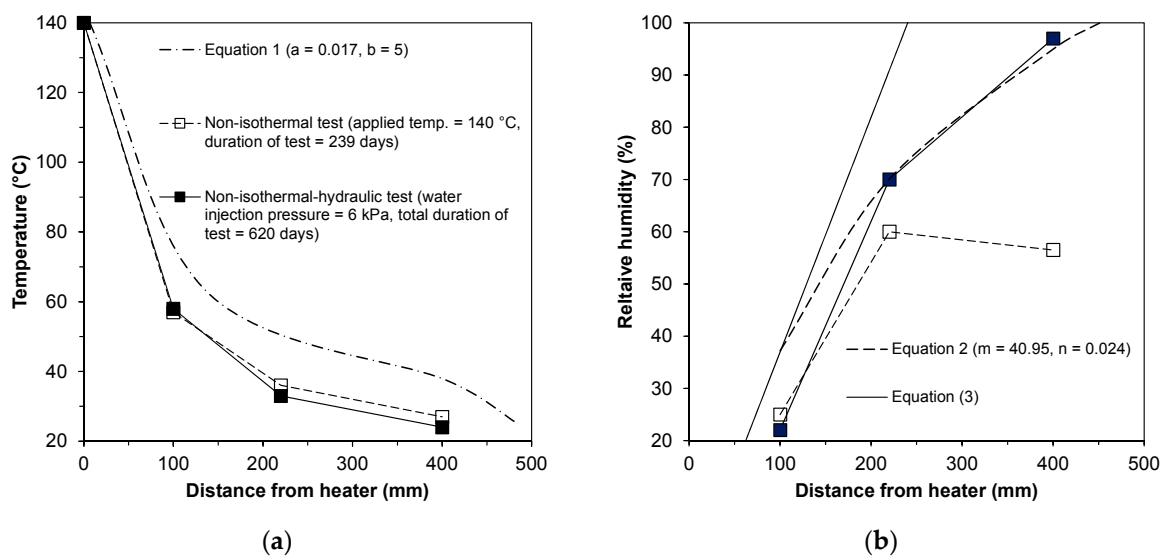 140
120
100
80
60
40
20
Temperature (°C)
Equation 1 (a = 0.017, b = 5)
Non-isothermal test (applied temp. = 140 °C,
duration of test = 239 days)
Non-isothermal-hydraulic test (water
injection pressure = 6 kPa, total duration of
test = 620 days)
0 100 200 300 400 500
Distance from heater (mm)
(a)
100
90
80
70
60
50
40
30
20
Reltaive humidity (%)
Equation 2 (m = 40.95, n = 0.024)
Equation (3)
0 100 200 300 400 500
Distance from heater (mm)
(b)